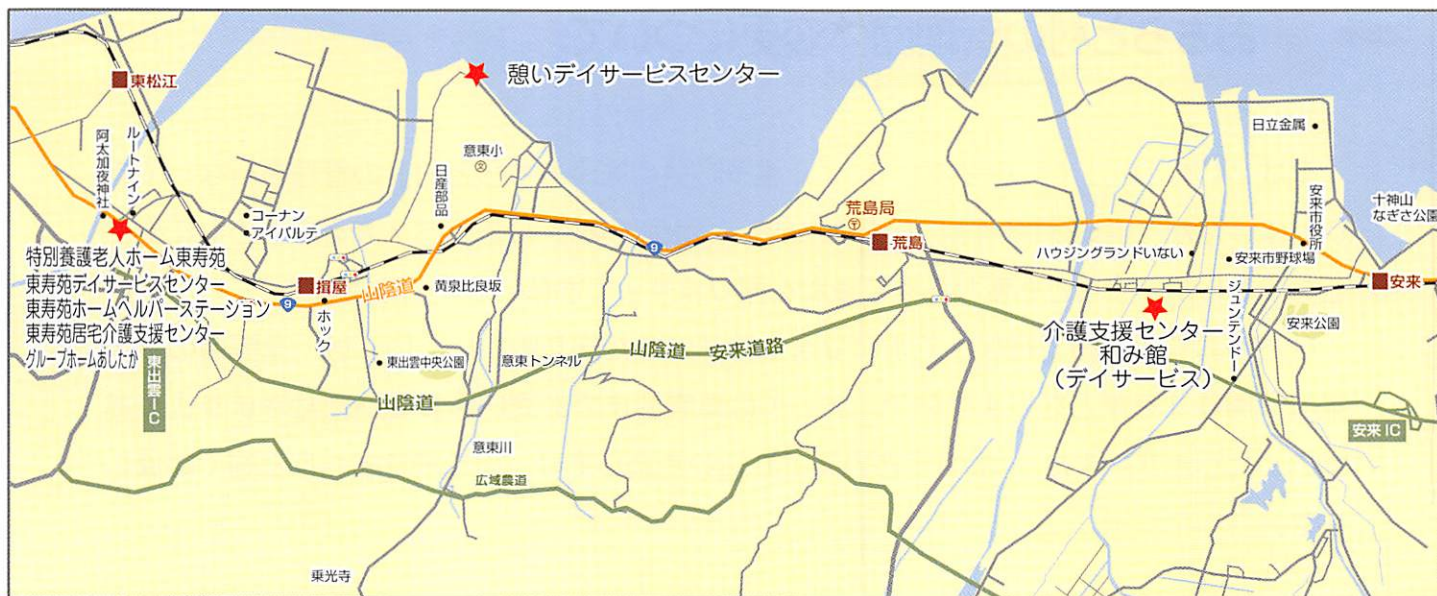 東松江
阿太加夜神社
ルートナイン
コーナン
アイパルテ
特別養護老人ホーム東寿苑
東寿苑デイサービスセンター
東寿苑ホームヘルパーステーション
東寿苑居宅介護支援センター
グループホームあしたか
東出雲IC
揖屋
9
山陰道
ホック
東出雲中央公園
山陰道
憩いデイサービスセンター
意東小
文
日産部品
黄泉比良坂
意東トンネル
意東川
広域農道
乗光寺
9
山陰道 安来道路
荒島局
〒
荒島
日立金属
安来市役所
十神山
なぎさ公園
ハウジングランドいない
安来市野球場
安来
介護支援センター
和み館
(デイサービス)
ジュンテンドー
安来公園
安来IC